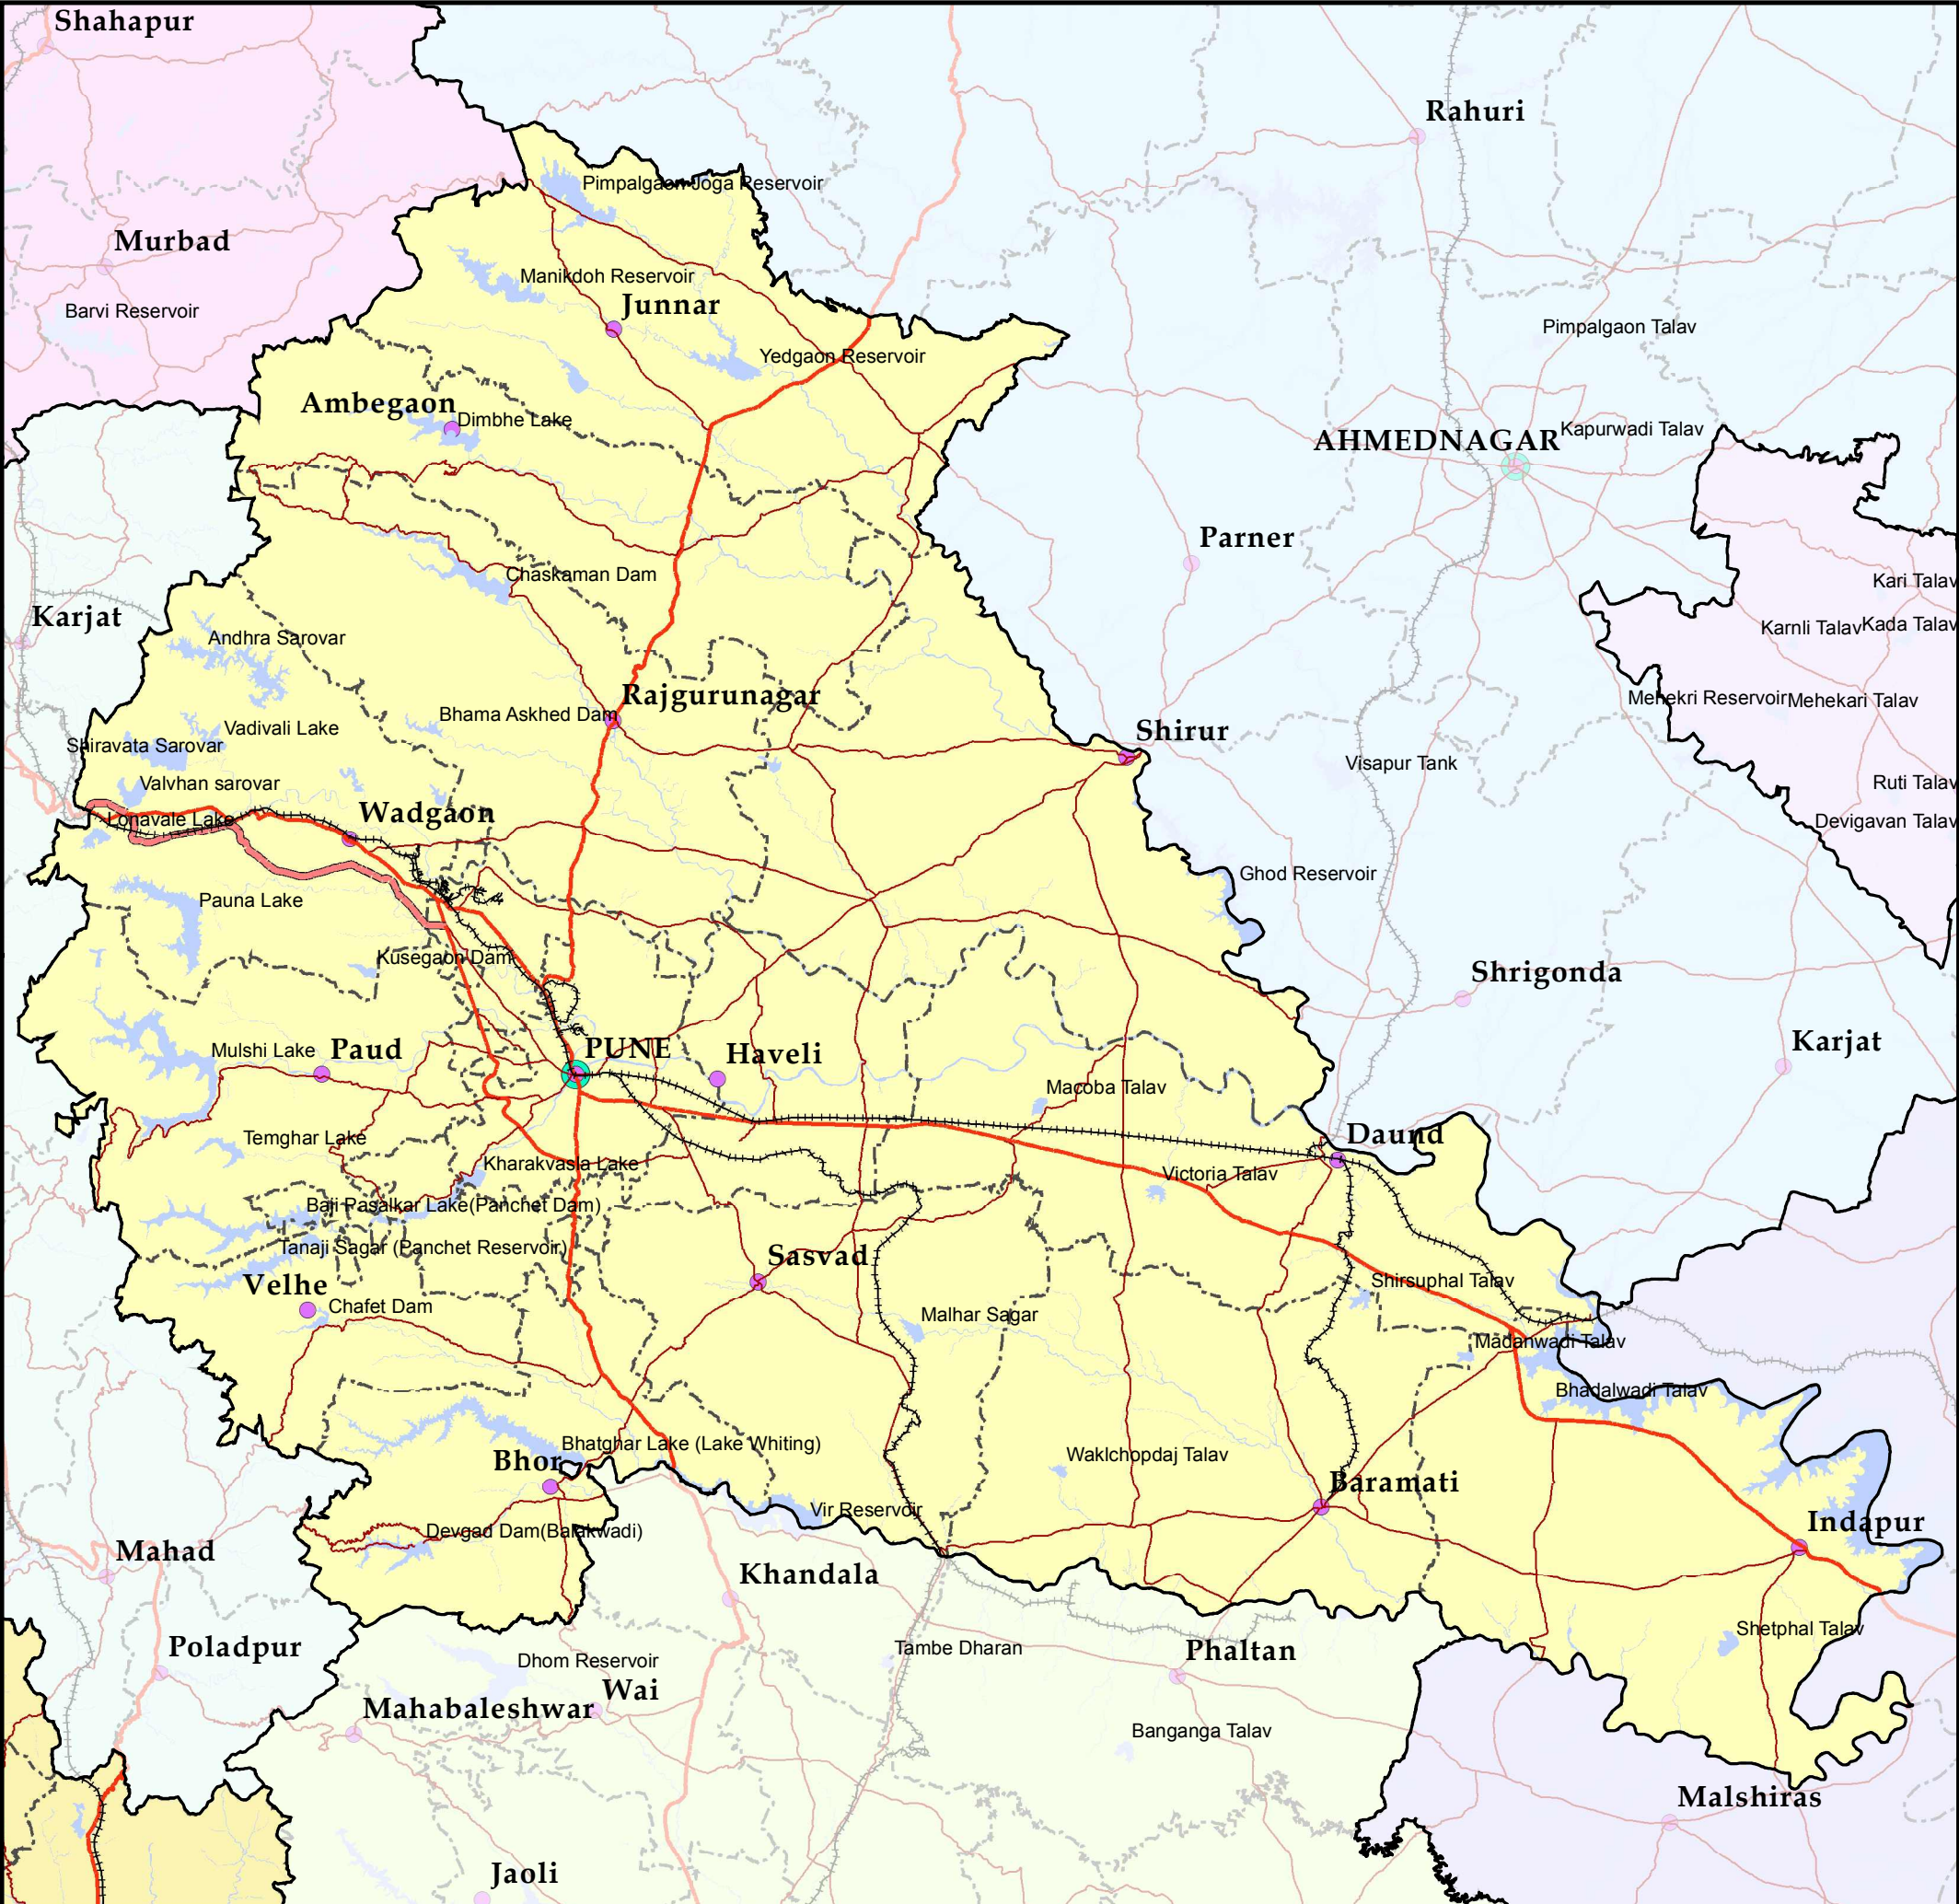 Shahapur
Rahuri
Pimpalgaon Joga Reservoir
Murbad
Manikdoh Reservoir
Junnar
Barvi Reservoir
Pimpalgaon Talav
Yedgaon Reservoir
Ambegaon
Dimbhe Lake
Kapurwadi Talav
AHMEDNAGAR
Parner
Chaskaman Dam
Kari Talav
Karjat
Karnli Talav
Kada Talav
Andhra Sarovar
Rajgurunagar
Mehekri Reservoir
Mehekari Talav
Bhama Askhed Dam
Vadivali Lake
Shirur
Shiravata Sarovar
Visapur Tank
Valvhan sarovar
Ruti Talav
Wadgaon
Lonavale Lake
Devigavan Talav
Ghod Reservoir
Pauna Lake
Kusegaon Dam
Shrigonda
Karjat
Mulshi Lake
Paud
PUNE
Haveli
Macoba Talav
Temghar Lake
Daund
Kharakvasla Lake
Victoria Talav
Baji Pasalkar Lake(Panchet Dam)
Tanaji Sagar (Panchet Reservoir)
Sasvad
Velhe
Shirsuphal Talav
Chafet Dam
Malhar Sagar
Madanwadi Talav
Bhadalwadi Talav
Bhatghar Lake (Lake Whiting)
Bhor
Waklchopdaj Talav
Baramati
Vir Reservoir
Indapur
Devgad Dam(Balakwadi)
Mahad
Khandala
Shetphal Talav
Poladpur
Tambe Dharan
Phaltan
Dhom Reservoir
Wai
Mahabaleshwar
Banganga Talav
Malshiras
Jaoli